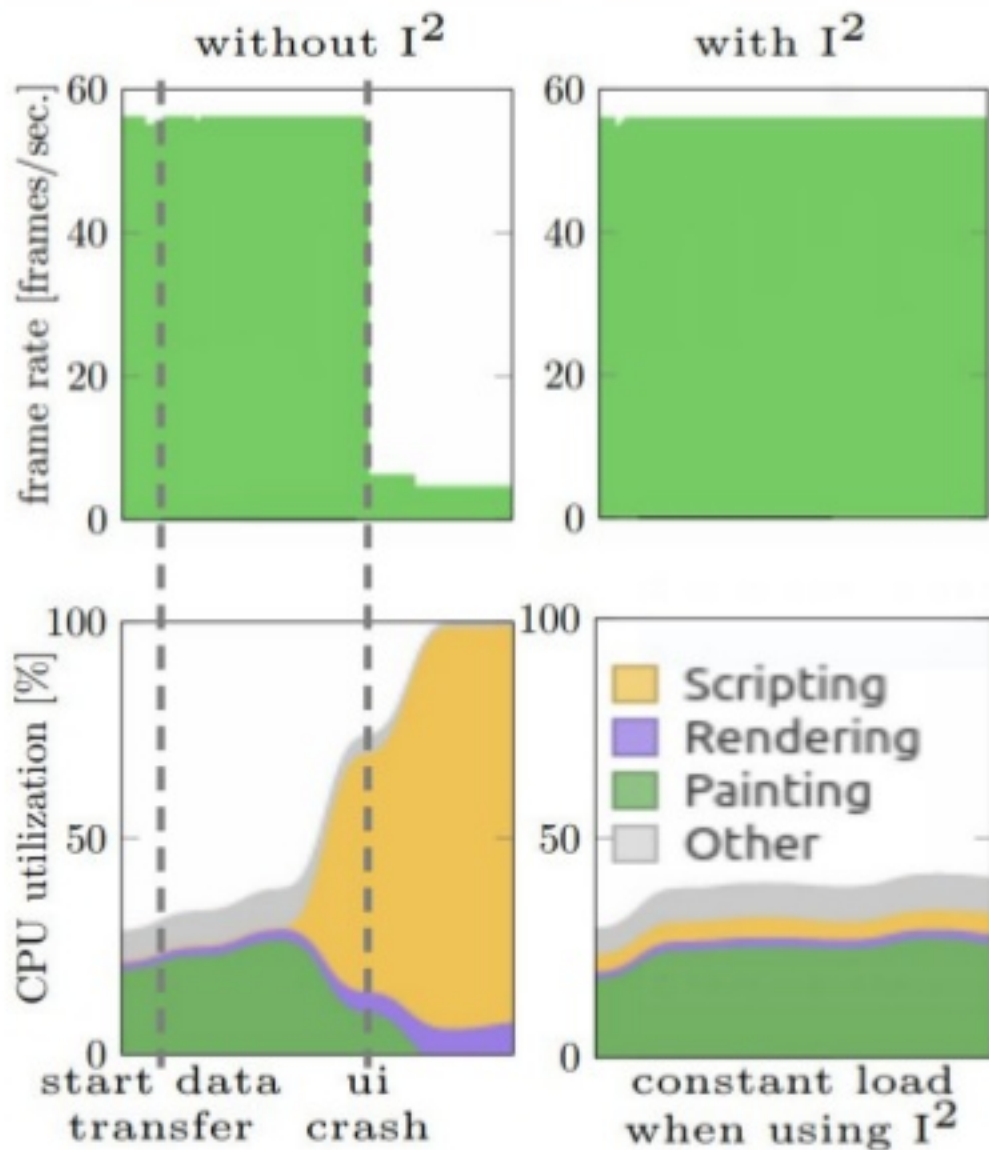 without I²
with I²
frame rate [frames/sec.]
60
40
20
0
60
40
20
0
CPU utilization [%]
100
50
0
100
50
0
Scripting
Rendering
Painting
Other
start data
transfer
ui
crash
constant load
when using I²